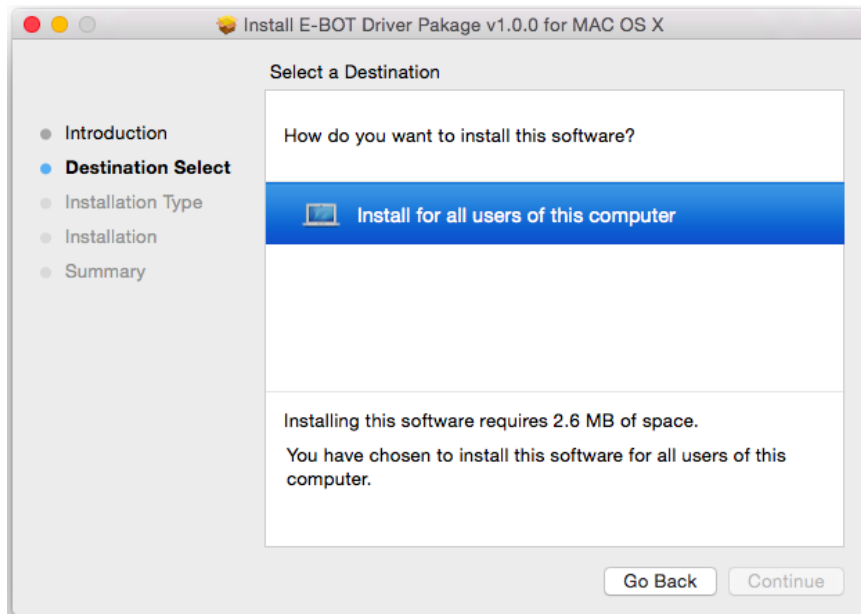 Install E-BOT Driver Pakage v1.0.0 for MAC OS X
Select a Destination
Introduction
Destination Select
Installation Type
Installation
Summary
How do you want to install this software?
Install for all users of this computer
Installing this software requires 2.6 MB of space.
You have chosen to install this software for all users of this
computer.
Go Back
Continue